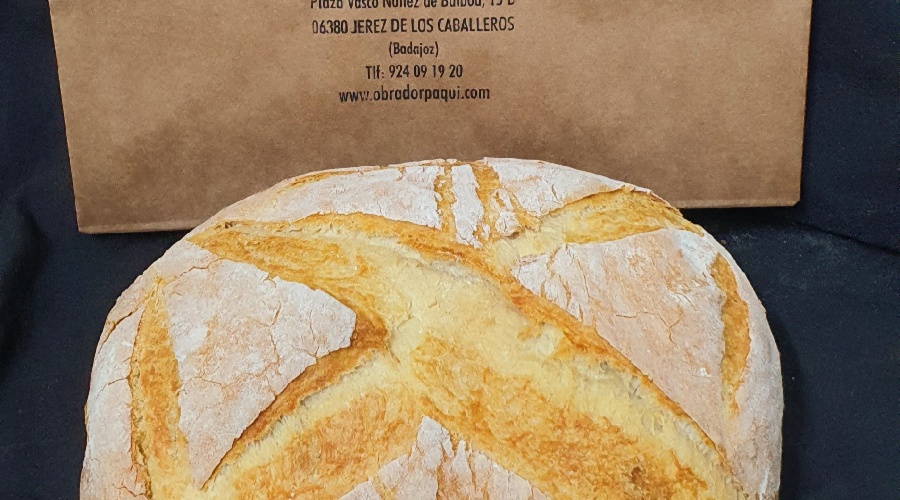 Plaza Vasco Núñez de Balboa, 15 B
06380 JEREZ DE LOS CABALLEROS
(Badajoz)
Tlf: 924 09 19 20
www.obradorpaqui.com